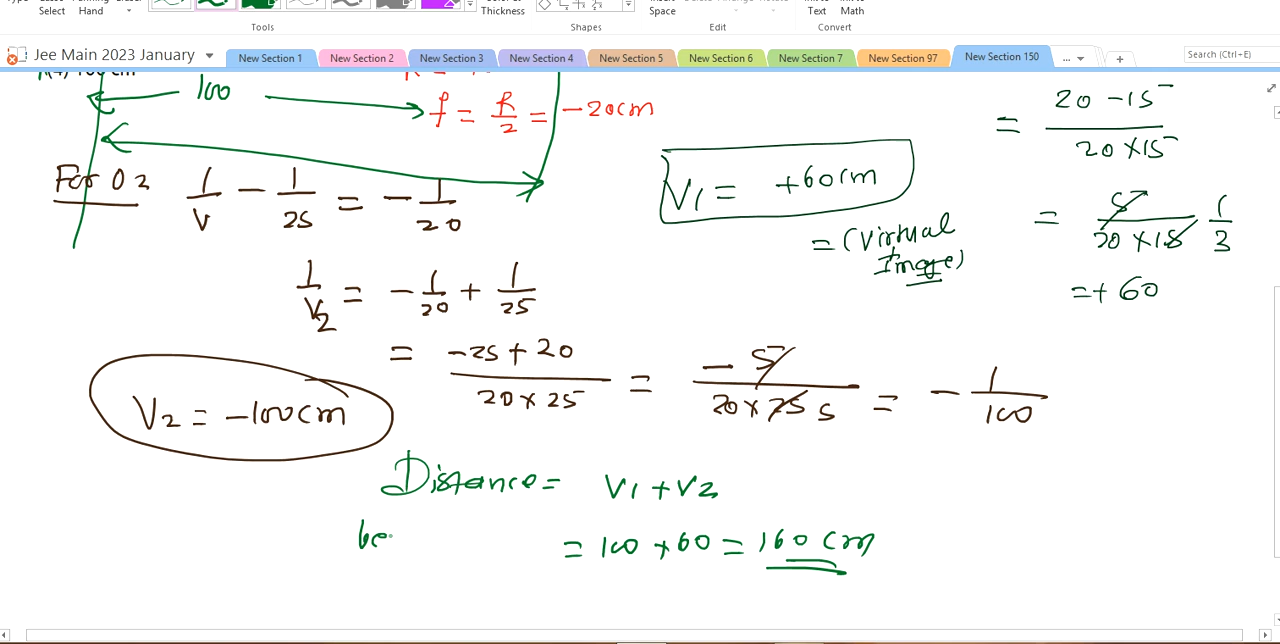 Select Hand Thickness Space Text Math
Tools Shapes Edit Convert
Jee Main 2023 January New Section 1 New Section 2 New Section 3 New Section 4 New Section 5 New Section 6 New Section 7 New Section 97 New Section 150 ... + Search (Ctrl+E)
100
f = R/2 = -20cm
= 20 - 15 / 20 × 15
For O2 1/V - 1/25 = - 1/20
V1 = +60cm
= (Virtual Image)
= 5 / 20 × 15 1/3
= + 60
1/V2 = - 1/20 + 1/25
= -25 + 20 / 20 × 25 = - 5 / 20 × 25 5 = - 1/100
V2 = -100cm
Distance = V1 + V2
be
= 100 + 60 = 160 cm